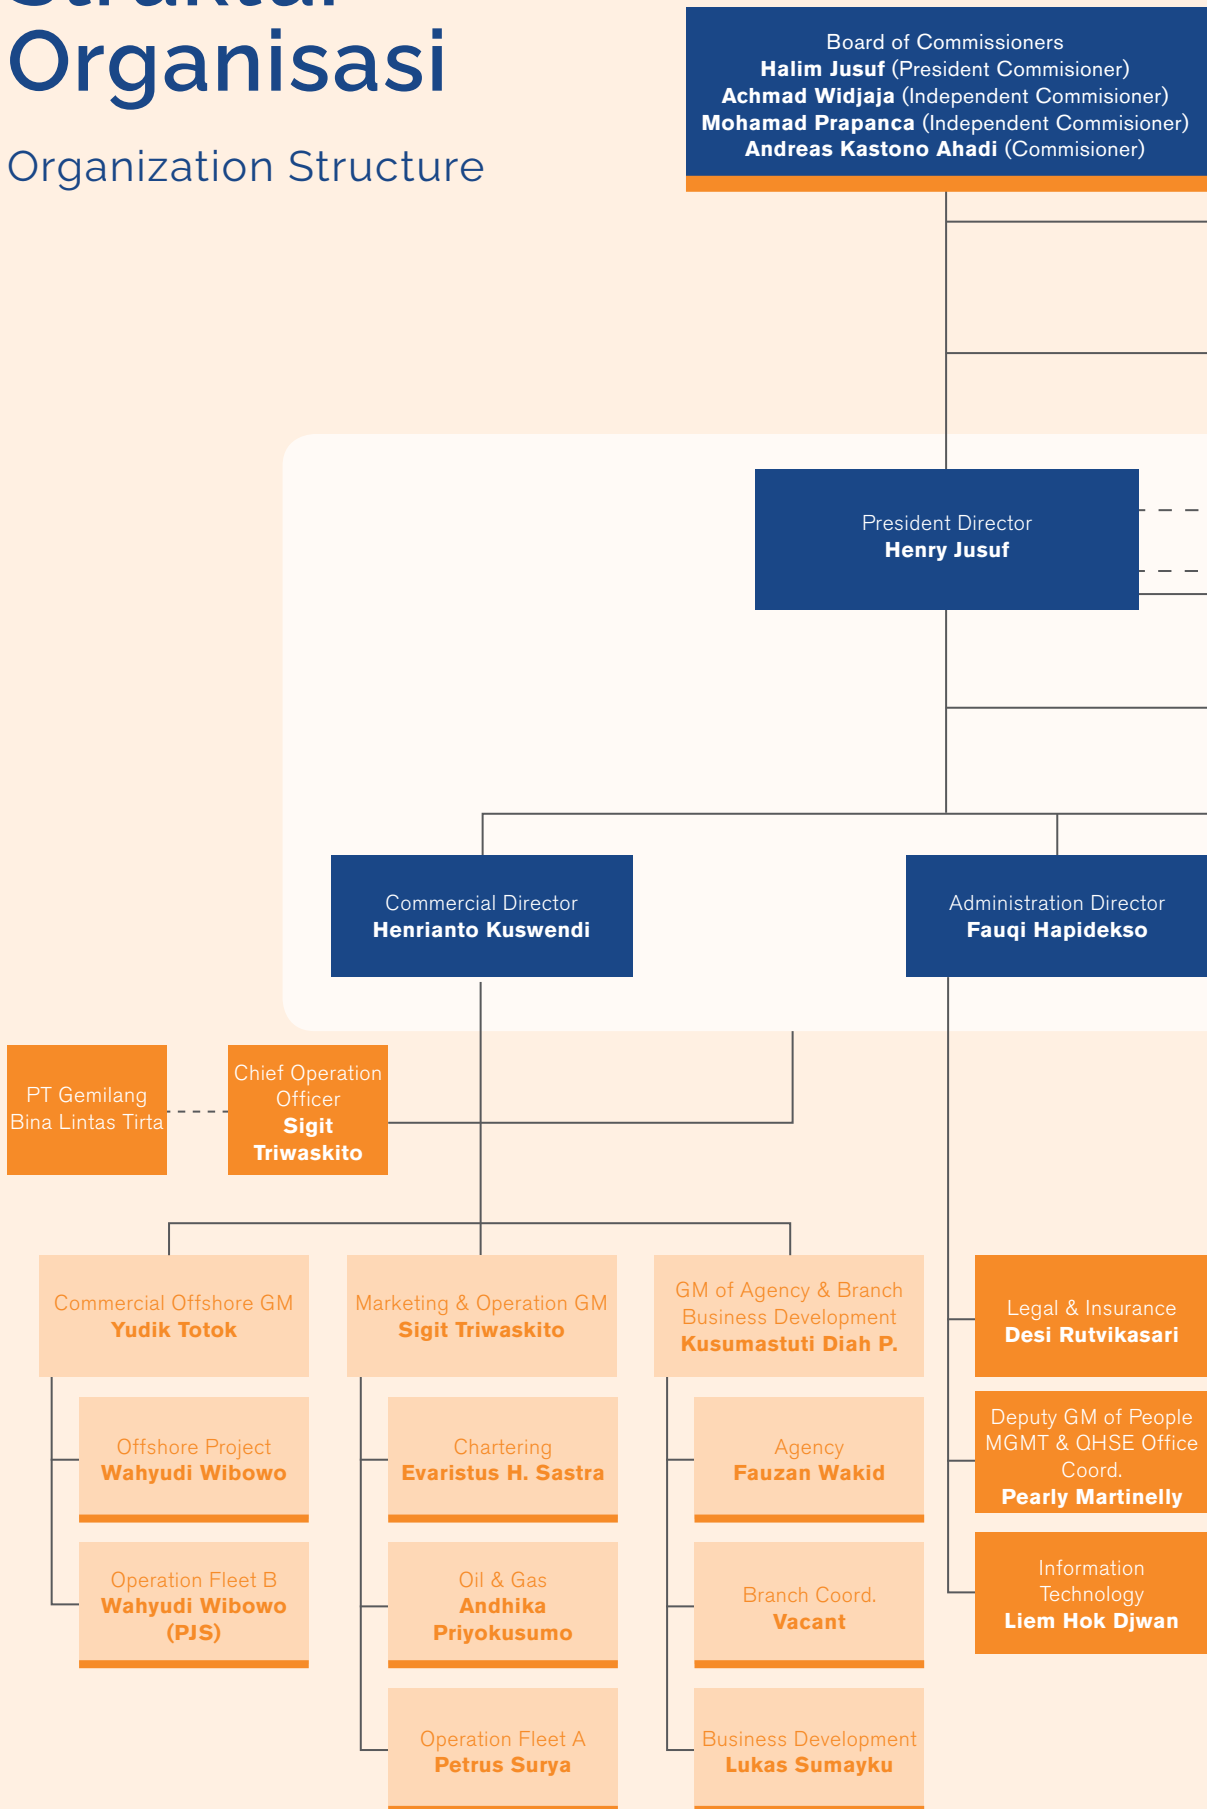 Struktur
Organisasi
Organization Structure
Board of Commissioners
Halim Jusuf (President Commisioner)
Achmad Widjaja (Independent Commisioner)
Mohamad Prapanca (Independent Commisioner)
Andreas Kastono Ahadi (Commisioner)
President Director
Henry Jusuf
Commercial Director
Henrianto Kuswendi
Administration Director
Fauqi Hapidekso
PT Gemilang
Bina Lintas Tirta
Chief Operation
Officer
Sigit
Triwaskito
Commercial Offshore GM
Yudik Totok
Offshore Project
Wahyudi Wibowo
Operation Fleet B
Wahyudi Wibowo
(PJS)
Marketing & Operation GM
Sigit Triwaskito
Chartering
Evaristus H. Sastra
Oil & Gas
Andhika
Priyokusumo
Operation Fleet A
Petrus Surya
GM of Agency & Branch
Business Development
Kusumastuti Diah P.
Agency
Fauzan Wakid
Branch Coord.
Vacant
Business Development
Lukas Sumayku
Legal & Insurance
Desi Rutvikasari
Deputy GM of People
MGMT & QHSE Office
Coord.
Pearly Martinelly
Information
Technology
Liem Hok Djwan